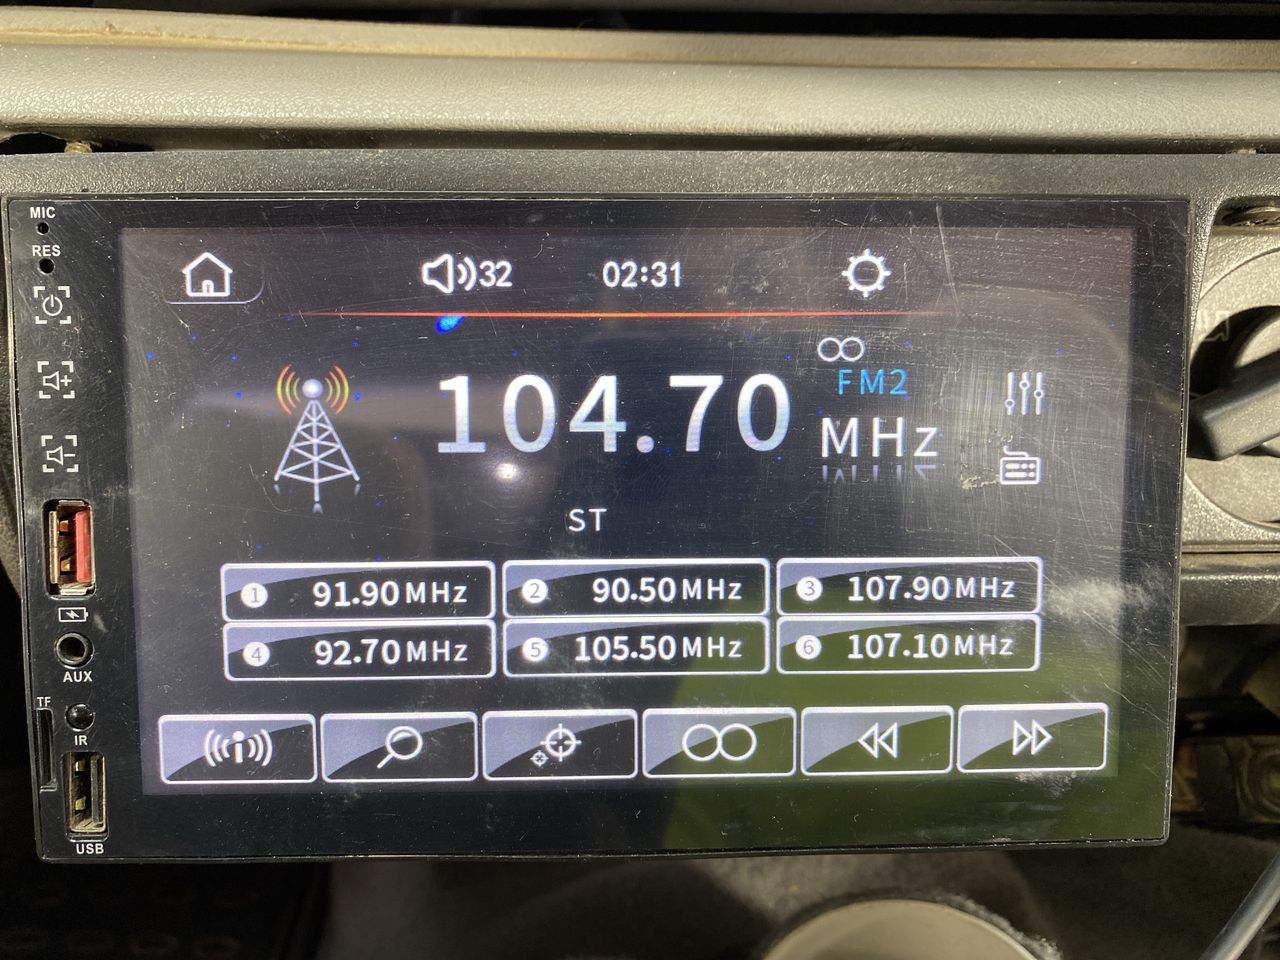 MIC
RES
32 02:31
104.70
FM2
MHz
ST
1 91.90 MHz
2 90.50 MHz
3 107.90 MHz
4 92.70 MHz
5 105.50 MHz
6 107.10 MHz
AUX
TF
IR
USB